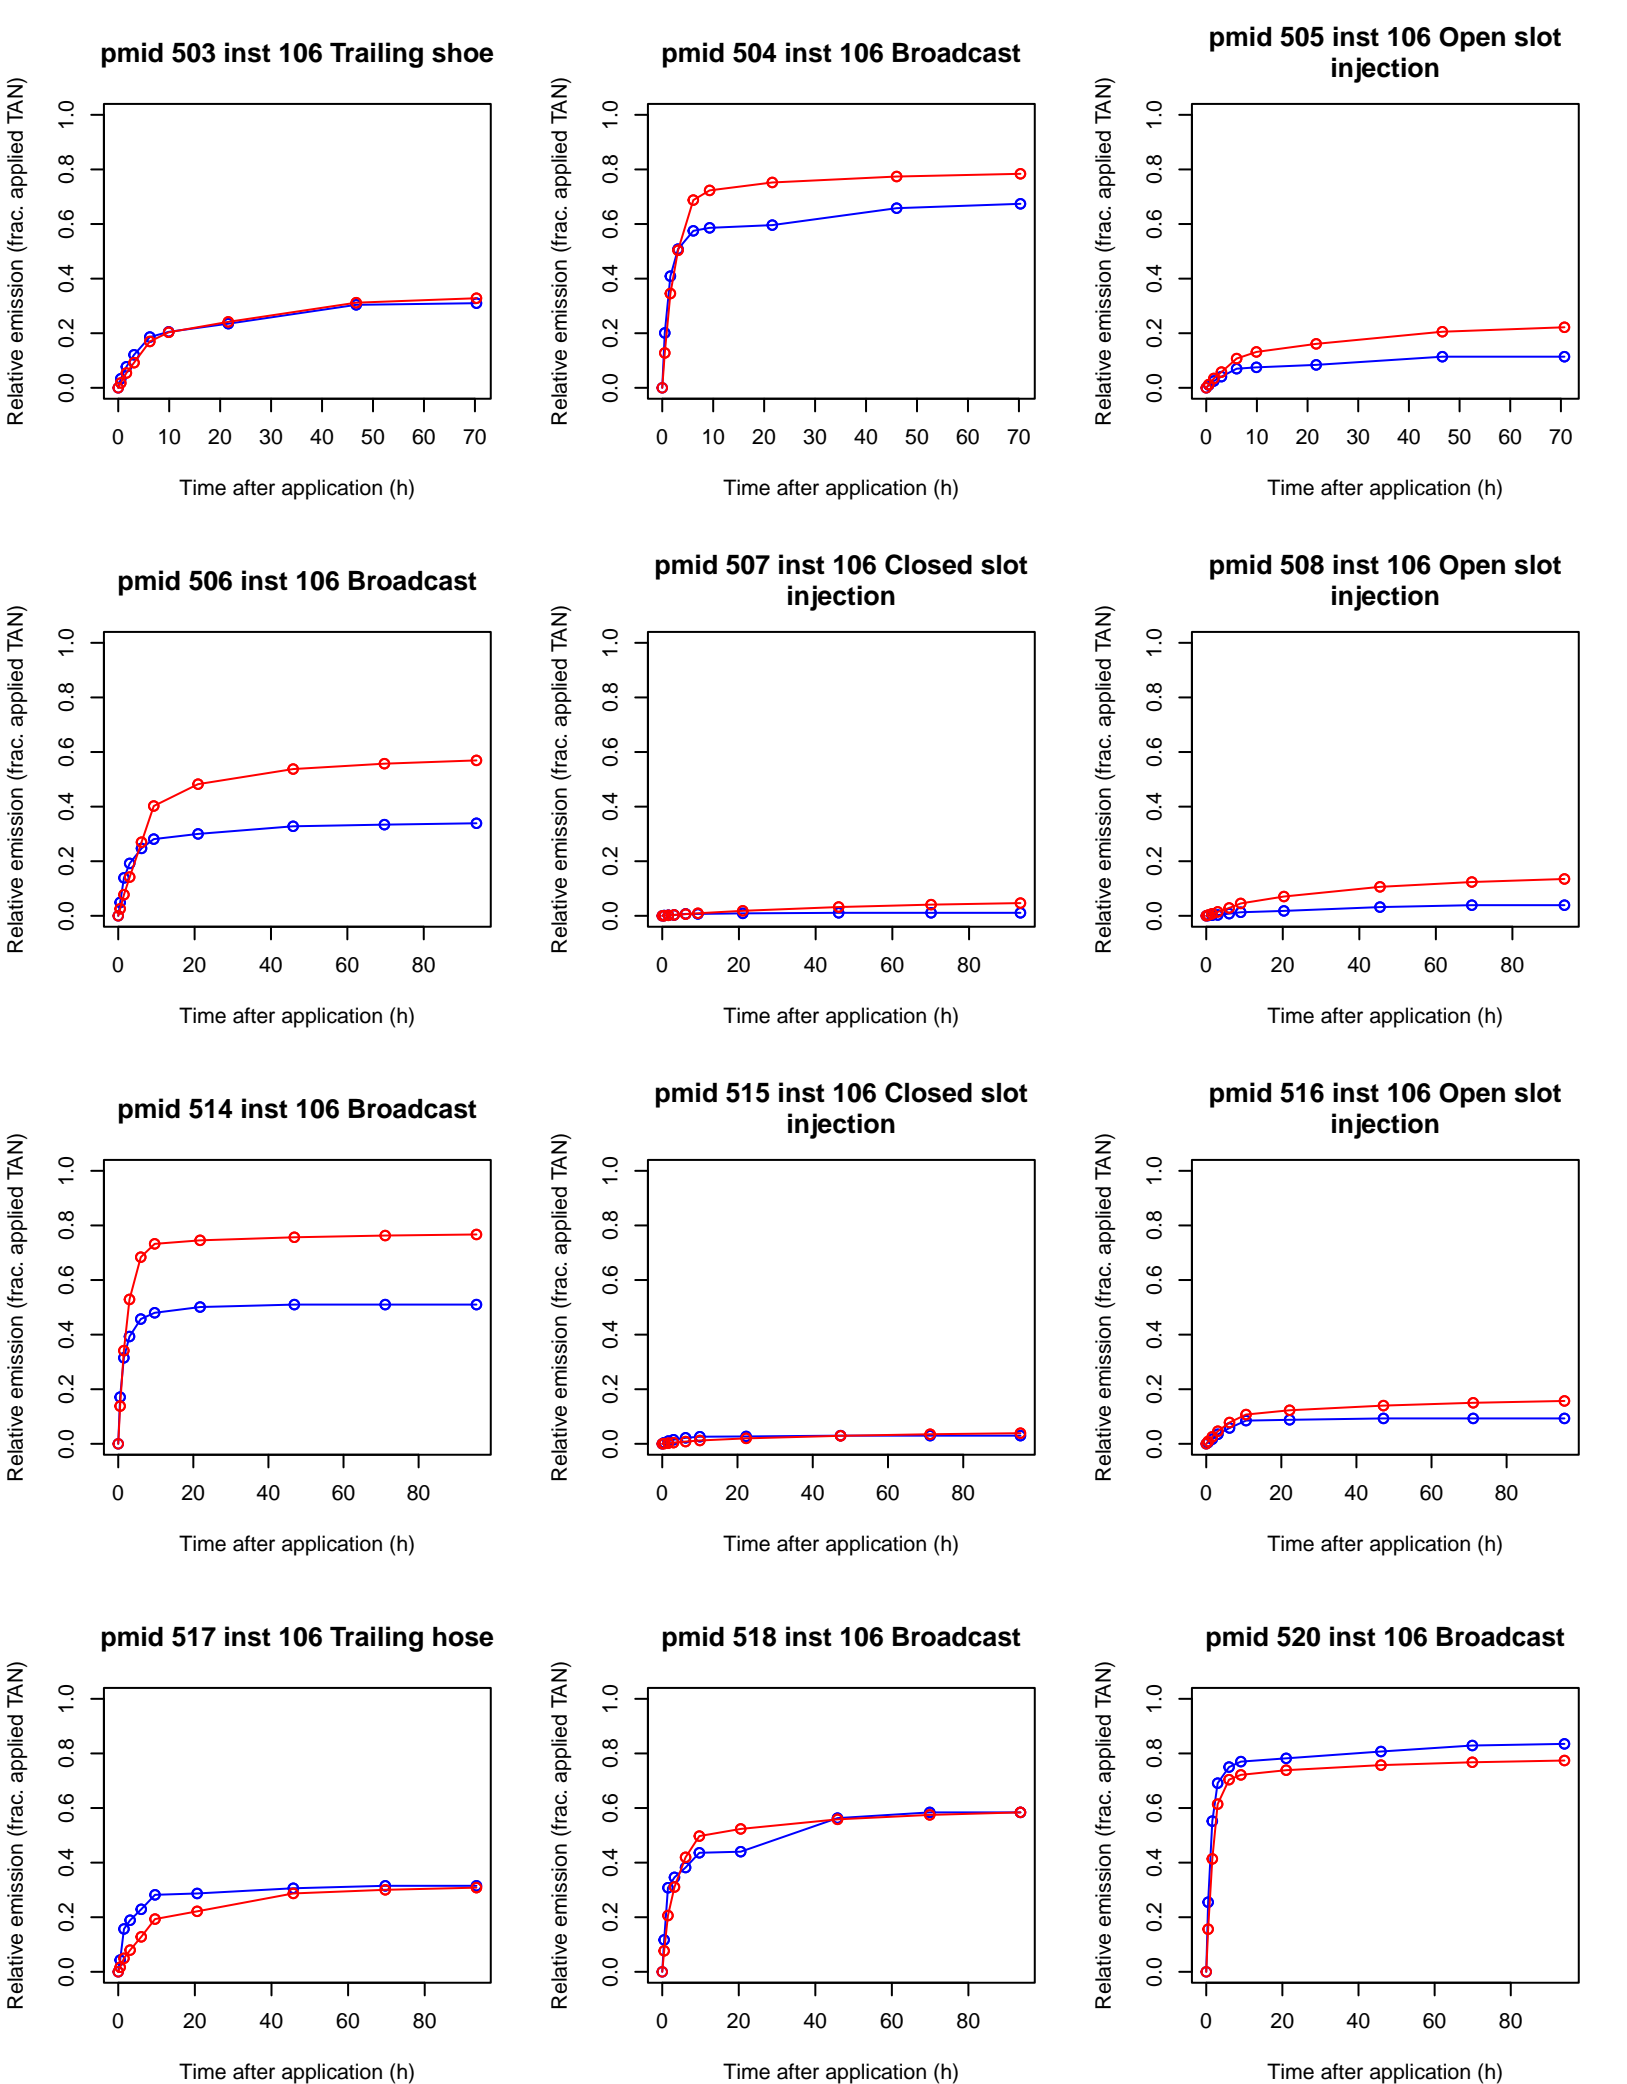 pmid 503 inst 106 Trailing shoe
Relative emission (frac. applied TAN)
0.0 0.2 0.4 0.6 0.8 1.0
0 10 20 30 40 50 60 70
Time after application (h)
pmid 504 inst 106 Broadcast
Relative emission (frac. applied TAN)
0.0 0.2 0.4 0.6 0.8 1.0
0 10 20 30 40 50 60 70
Time after application (h)
pmid 505 inst 106 Open slot
injection
Relative emission (frac. applied TAN)
0.0 0.2 0.4 0.6 0.8 1.0
0 10 20 30 40 50 60 70
Time after application (h)
pmid 506 inst 106 Broadcast
Relative emission (frac. applied TAN)
0.0 0.2 0.4 0.6 0.8 1.0
0 20 40 60 80
Time after application (h)
pmid 507 inst 106 Closed slot
injection
Relative emission (frac. applied TAN)
0.0 0.2 0.4 0.6 0.8 1.0
0 20 40 60 80
Time after application (h)
pmid 508 inst 106 Open slot
injection
Relative emission (frac. applied TAN)
0.0 0.2 0.4 0.6 0.8 1.0
0 20 40 60 80
Time after application (h)
pmid 514 inst 106 Broadcast
Relative emission (frac. applied TAN)
0.0 0.2 0.4 0.6 0.8 1.0
0 20 40 60 80
Time after application (h)
pmid 515 inst 106 Closed slot
injection
Relative emission (frac. applied TAN)
0.0 0.2 0.4 0.6 0.8 1.0
0 20 40 60 80
Time after application (h)
pmid 516 inst 106 Open slot
injection
Relative emission (frac. applied TAN)
0.0 0.2 0.4 0.6 0.8 1.0
0 20 40 60 80
Time after application (h)
pmid 517 inst 106 Trailing hose
Relative emission (frac. applied TAN)
0.0 0.2 0.4 0.6 0.8 1.0
0 20 40 60 80
Time after application (h)
pmid 518 inst 106 Broadcast
Relative emission (frac. applied TAN)
0.0 0.2 0.4 0.6 0.8 1.0
0 20 40 60 80
Time after application (h)
pmid 520 inst 106 Broadcast
Relative emission (frac. applied TAN)
0.0 0.2 0.4 0.6 0.8 1.0
0 20 40 60 80
Time after application (h)